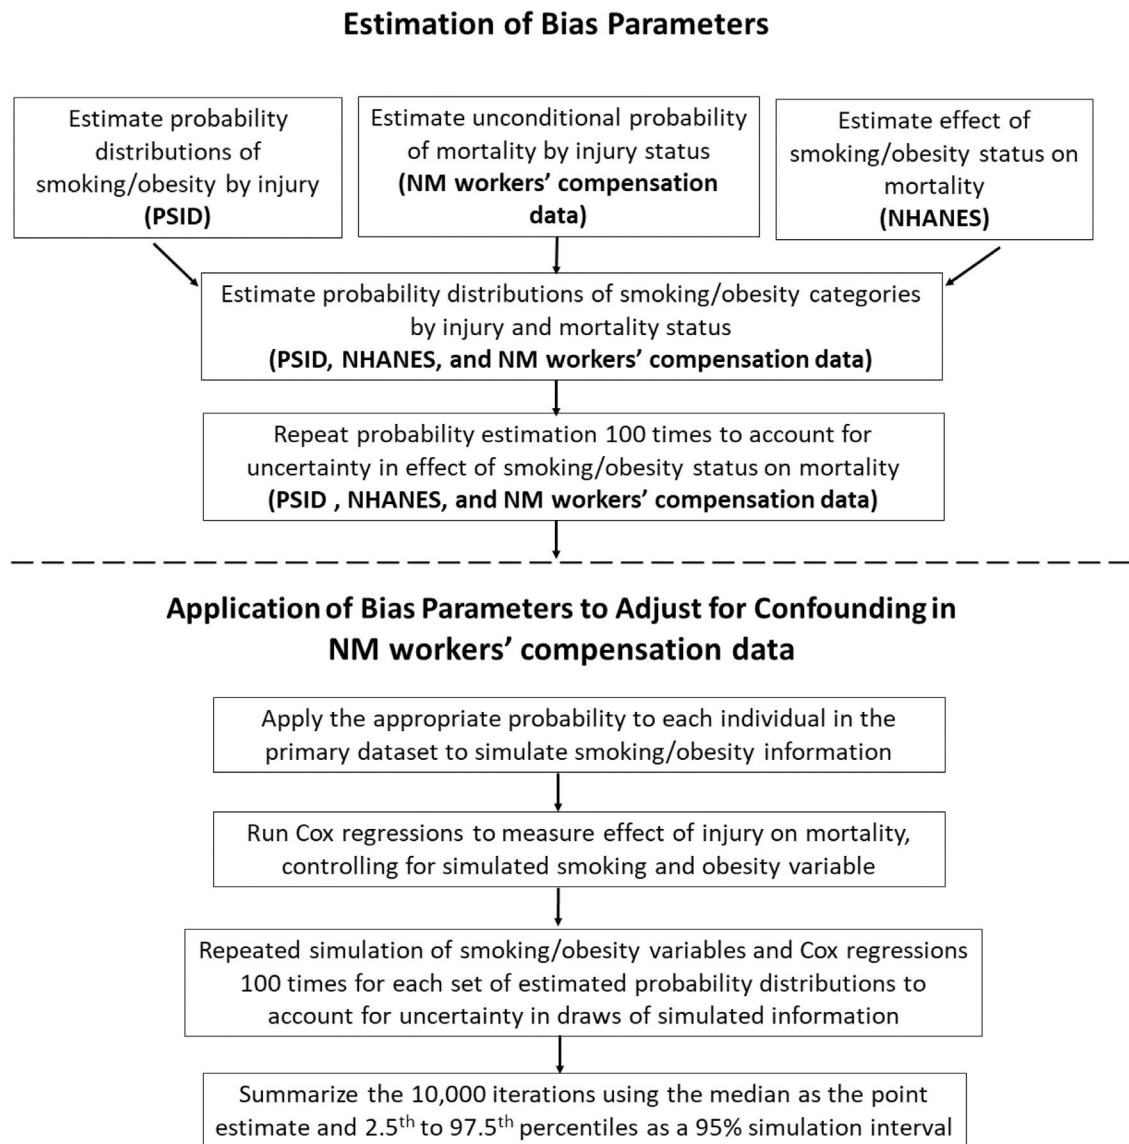 Estimation of Bias Parameters
Estimate probability
distributions of
smoking/obesity by injury
(PSID)
Estimate unconditional probability
of mortality by injury status
(NM workers’ compensation
data)
Estimate effect of
smoking/obesity status on
mortality
(NHANES)
Estimate probability distributions of smoking/obesity categories
by injury and mortality status
(PSID, NHANES, and NM workers’ compensation data)
Repeat probability estimation 100 times to account for
uncertainty in effect of smoking/obesity status on mortality
(PSID , NHANES, and NM workers’ compensation data)
Application of Bias Parameters to Adjust for Confounding in
NM workers’ compensation data
Apply the appropriate probability to each individual in the
primary dataset to simulate smoking/obesity information
Run Cox regressions to measure effect of injury on mortality,
controlling for simulated smoking and obesity variable
Repeated simulation of smoking/obesity variables and Cox regressions
100 times for each set of estimated probability distributions to
account for uncertainty in draws of simulated information
Summarize the 10,000 iterations using the median as the point
estimate and 2.5th to 97.5th percentiles as a 95% simulation interval